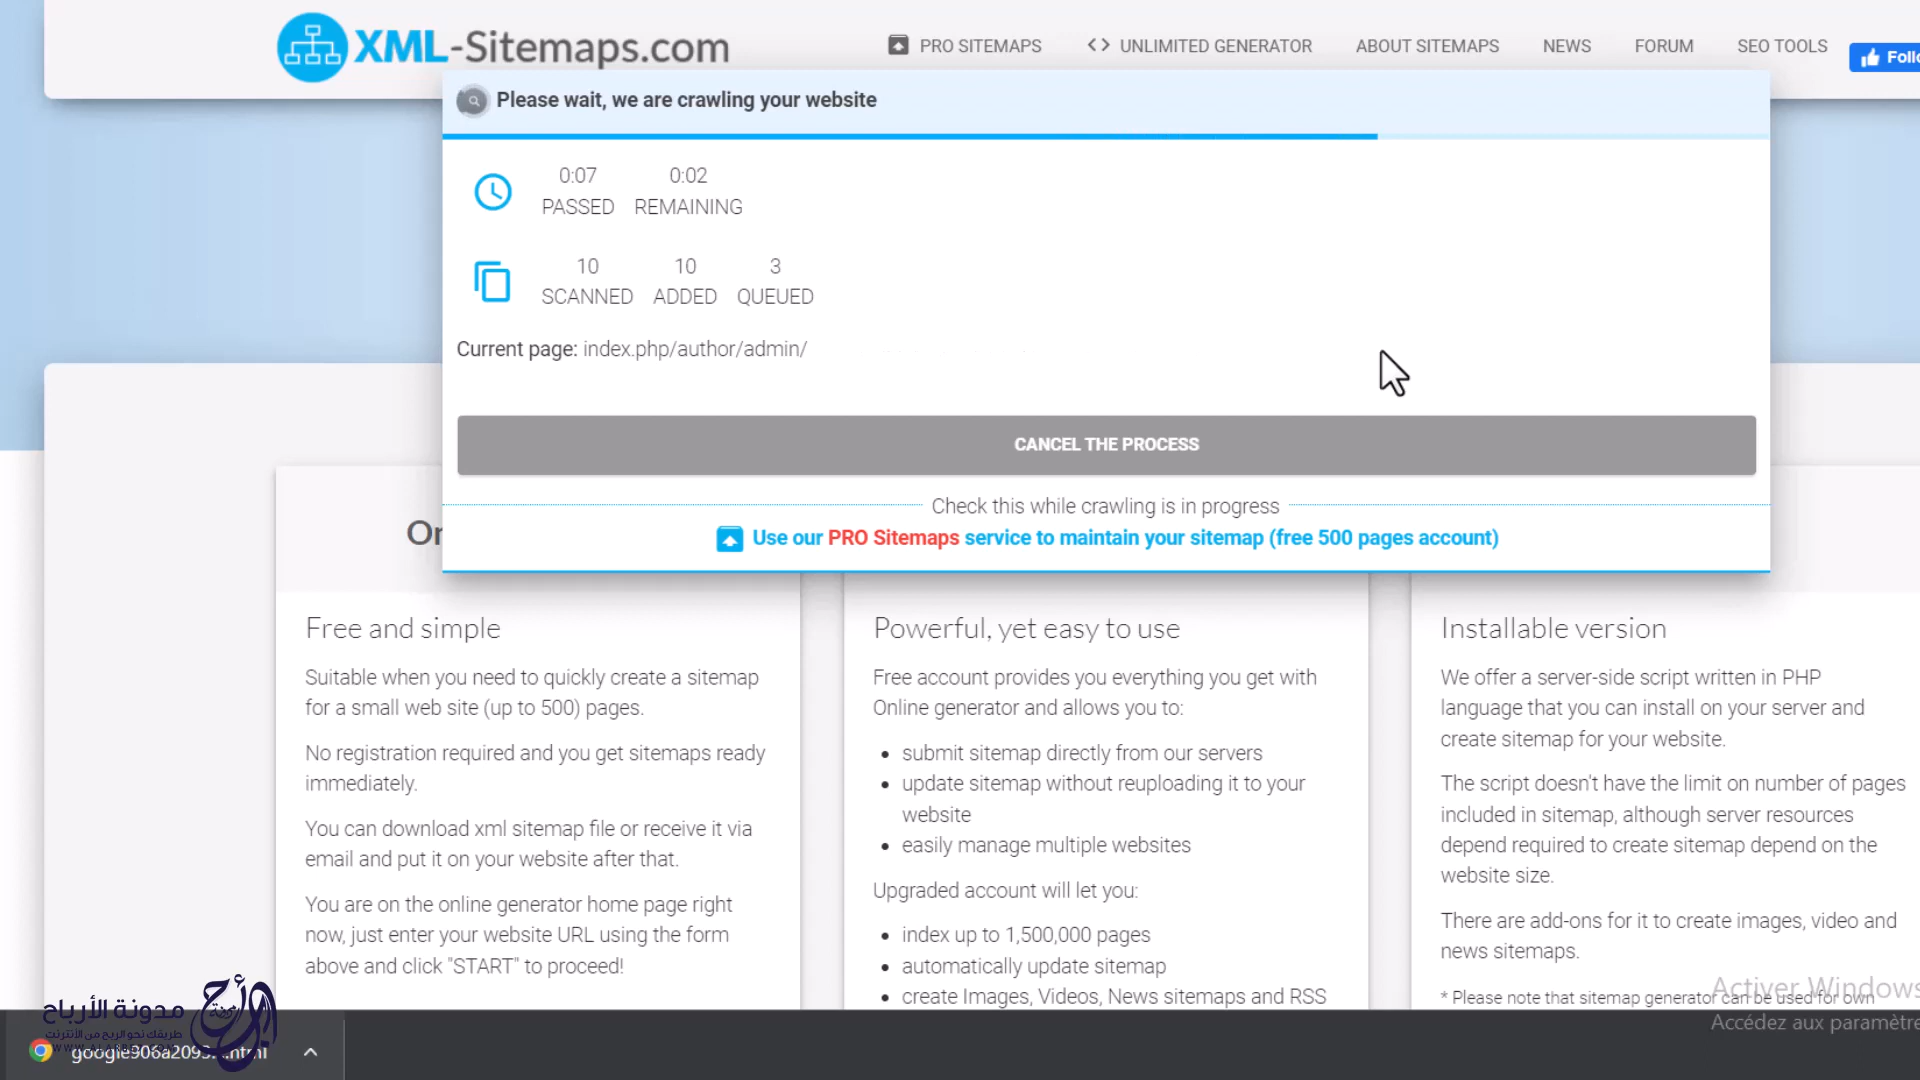 XML-Sitemaps.com
PRO SITEMAPS
<> UNLIMITED GENERATOR
ABOUT SITEMAPS
NEWS
FORUM
SEO TOOLS
Follo
Please wait, we are crawling your website
0:07 0:02
PASSED REMAINING
10 10 3
SCANNED ADDED QUEUED
Current page: index.php/author/admin/
CANCEL THE PROCESS
Check this while crawling is in progress
Use our PRO Sitemaps service to maintain your sitemap (free 500 pages account)
Free and simple
Suitable when you need to quickly create a sitemap
for a small web site (up to 500) pages.
No registration required and you get sitemaps ready
immediately.
You can download xml sitemap file or receive it via
email and put it on your website after that.
You are on the online generator home page right
now, just enter your website URL using the form
above and click "START" to proceed!
Powerful, yet easy to use
Free account provides you everything you get with
Online generator and allows you to:
• submit sitemap directly from our servers
• update sitemap without reuploading it to your
website
• easily manage multiple websites
Upgraded account will let you:
• index up to 1,500,000 pages
• automatically update sitemap
• create Images, Videos, News sitemaps and RSS
Installable version
We offer a server-side script written in PHP
language that you can install on your server and
create sitemap for your website.
The script doesn't have the limit on number of pages
included in sitemap, although server resources
depend required to create sitemap depend on the
website size.
There are add-ons for it to create images, video and
news sitemaps.
* Please note that sitemap generator can be used for own
Activer Windows
Accédez aux paramètre
مدونة الأرباح
طريقك نحو الربح من الأنترنت